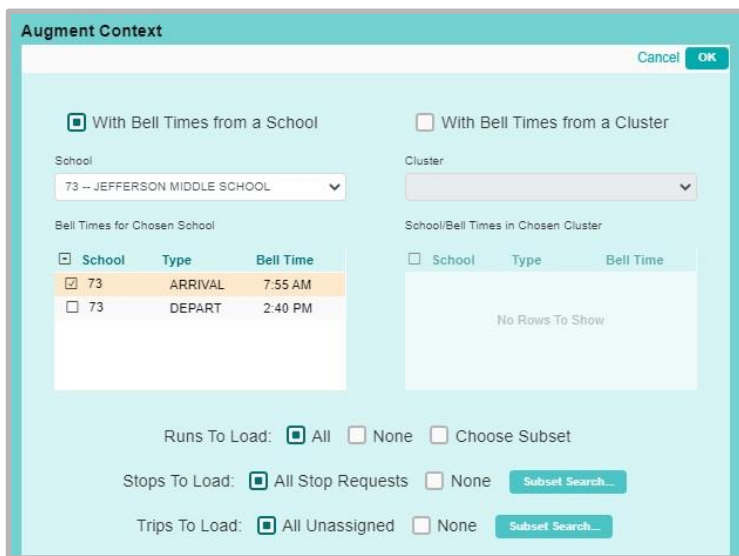 Augment Context
Cancel OK
With Bell Times from a School
With Bell Times from a Cluster
School
Cluster
73 -- JEFFERSON MIDDLE SCHOOL
Bell Times for Chosen School
School/Bell Times in Chosen Cluster
School Type Bell Time
School Type Bell Time
73 ARRIVAL 7:55 AM
73 DEPART 2:40 PM
No Rows To Show
Runs To Load: All None Choose Subset
Stops To Load: All Stop Requests None Subset Search...
Trips To Load: All Unassigned None Subset Search...